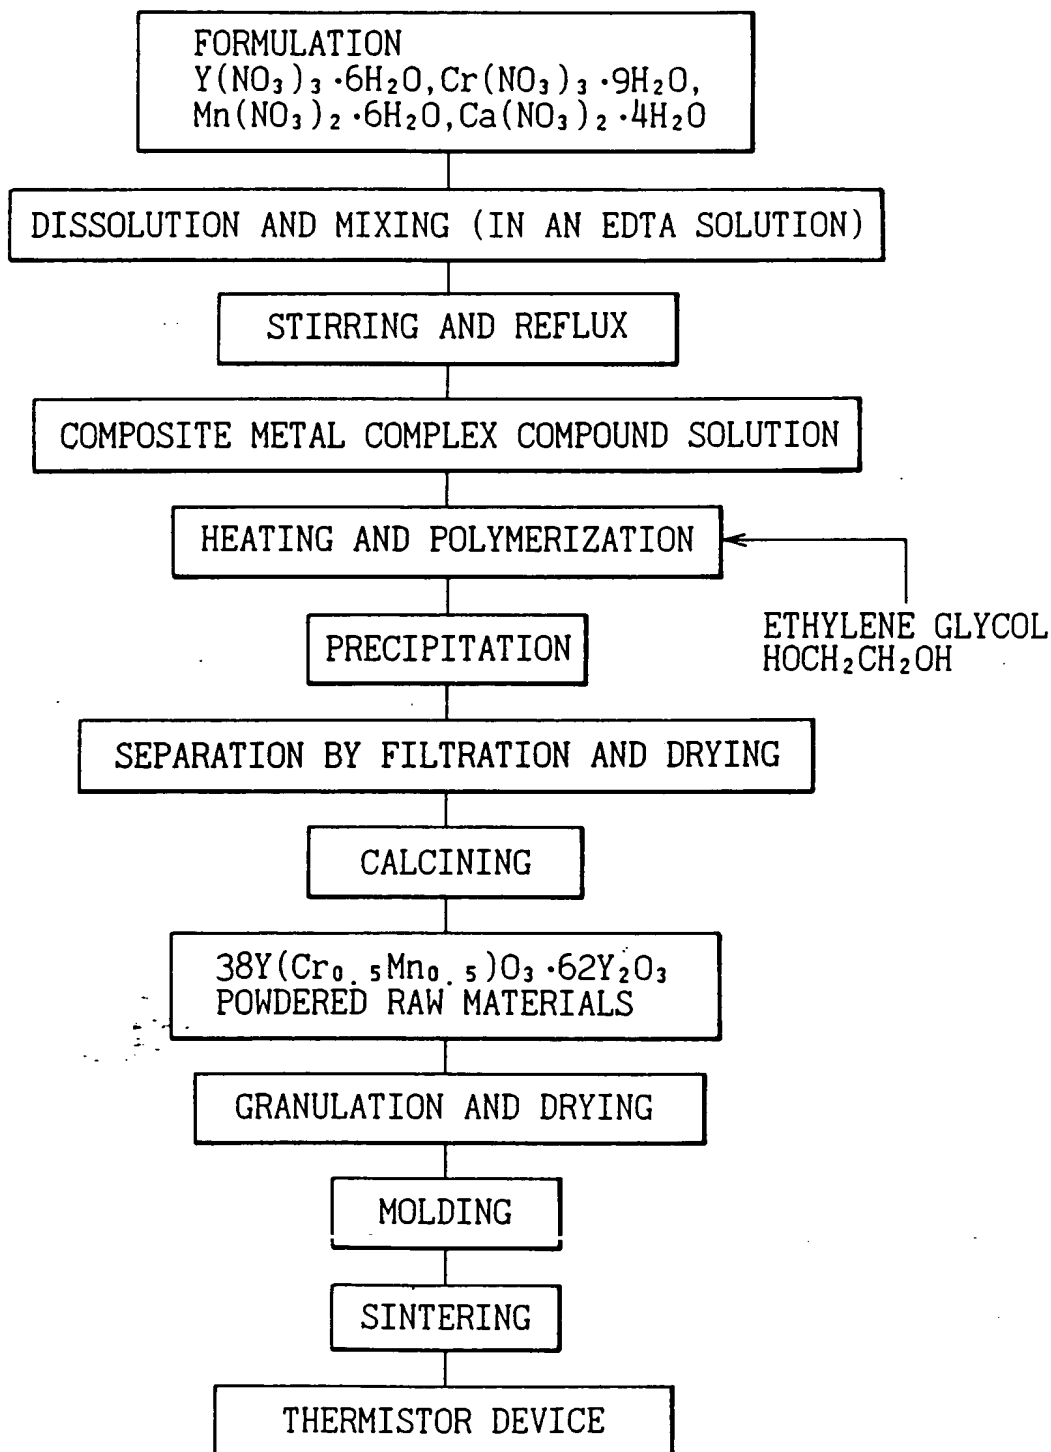 FORMULATION
Y(NO₃)₃·6H₂O,Cr(NO₃)₃·9H₂O,
Mn(NO₃)₂·6H₂O,Ca(NO₃)₂·4H₂O
DISSOLUTION AND MIXING (IN AN EDTA SOLUTION)
STIRRING AND REFLUX
COMPOSITE METAL COMPLEX COMPOUND SOLUTION
HEATING AND POLYMERIZATION
ETHYLENE GLYCOL
HOCH₂CH₂OH
PRECIPITATION
SEPARATION BY FILTRATION AND DRYING
CALCINING
38Y(Cr₀.₅Mn₀.₅)O₃·62Y₂O₃
POWDERED RAW MATERIALS
GRANULATION AND DRYING
MOLDING
SINTERING
THERMISTOR DEVICE